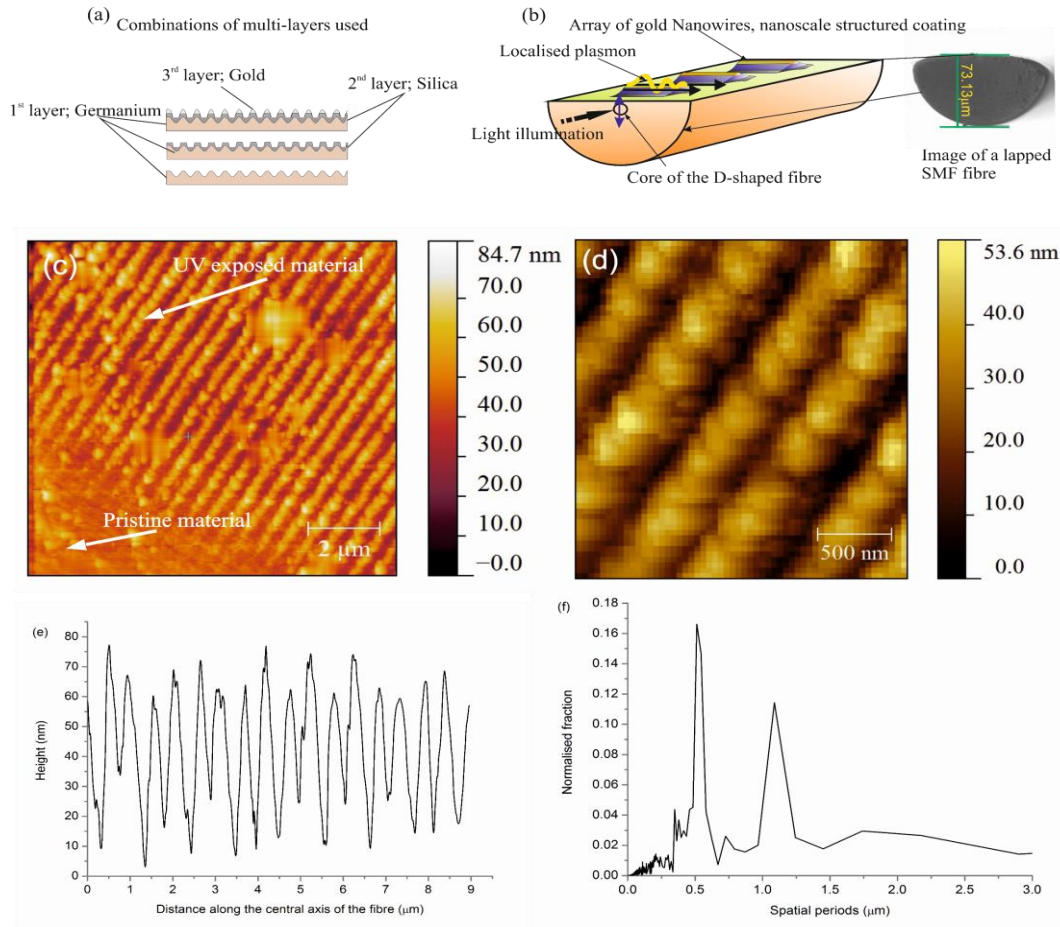 (a)
Combinations of multi-layers used
3rd layer; Gold
2nd layer; Silica
1st layer; Germanium
(b)
Array of gold Nanowires, nanoscale structured coating
Localised plasmon
Light illumination
Core of the D-shaped fibre
73.13µm
Image of a lapped
SMF fibre
(c)
UV exposed material
Pristine material
2 µm
84.7 nm
70.0
60.0
50.0
40.0
30.0
20.0
10.0
−0.0
(d)
500 nm
53.6 nm
40.0
30.0
20.0
10.0
0.0
(e)
Height (nm)
80
70
60
50
40
30
20
10
0
0 1 2 3 4 5 6 7 8 9
Distance along the central axis of the fibre (µm)
(f)
Normalised fraction
0.18
0.16
0.14
0.12
0.10
0.08
0.06
0.04
0.02
0.00
0.0 0.5 1.0 1.5 2.0 2.5 3.0
Spatial periods (µm)